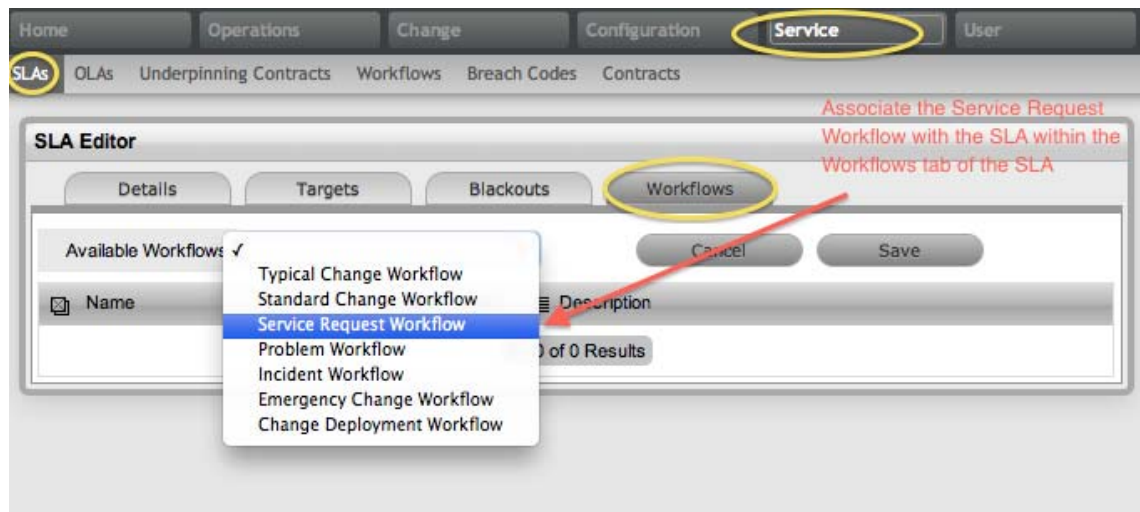 Home Operations Change Configuration Service User
SLAs OLAs Underpinning Contracts Workflows Breach Codes Contracts
Associate the Service Request
Workflow with the SLA within the
Workflows tab of the SLA
SLA Editor
Details Targets Blackouts Workflows
Available Workflows ✓ Cancel Save
Typical Change Workflow
Standard Change Workflow
Service Request Workflow
Problem Workflow
Incident Workflow
Emergency Change Workflow
Change Deployment Workflow
Name Description
0 of 0 Results